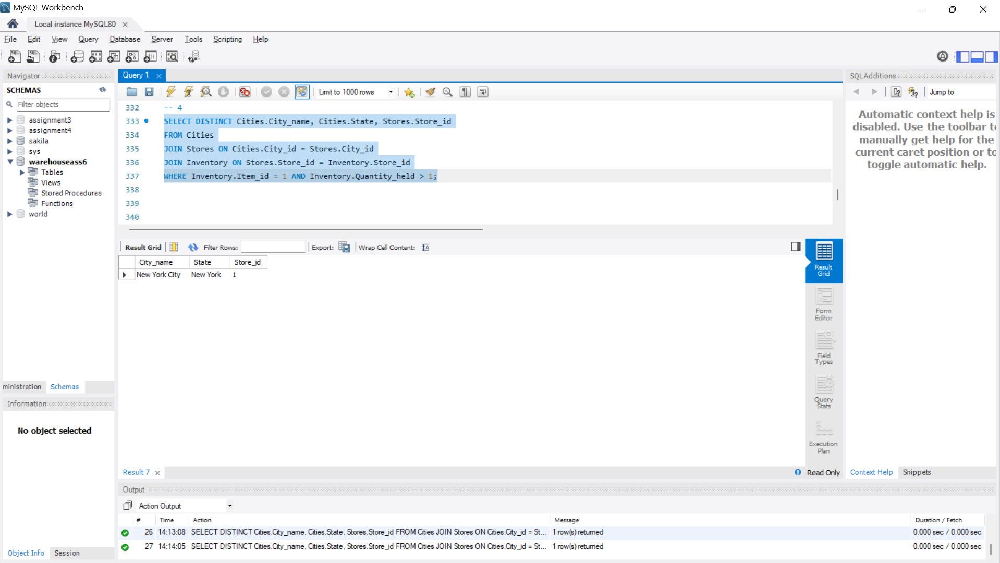 MySQL Workbench
Local instance MySQL80
File Edit View Query Database Server Tools Scripting Help
Navigator
SCHEMAS
Filter objects
assignment3
assignment4
sakila
sys
warehouseass6
Tables
Views
Stored Procedures
Functions
world
ministration Schemas
Information
No object selected
Object Info Session
Query 1
Limit to 1000 rows
332 -- 4
333 SELECT DISTINCT Cities.City_name, Cities.State, Stores.Store_id
334 FROM Cities
335 JOIN Stores ON Cities.City_id = Stores.City_id
336 JOIN Inventory ON Stores.Store_id = Inventory.Store_id
337 WHERE Inventory.Item_id = 1 AND Inventory.Quantity_held > 1;
338
339
340
Result Grid Filter Rows: Export: Wrap Cell Content:
City_name State Store_id
New York City New York 1
Result Grid
Form Editor
Field Types
Query Stats
Execution Plan
Result 7
Read Only
SQLAdditions
Jump to
Automatic context help is
disabled. Use the toolbar to
manually get help for the
current caret position or to
toggle automatic help.
Context Help Snippets
Output
Action Output
# Time Action Message Duration / Fetch
26 14:13:08 SELECT DISTINCT Cities.City_name, Cities.State, Stores.Store_id FROM Cities JOIN Stores ON Cities.City_id = St... 1 row(s) returned 0.000 sec / 0.000 sec
27 14:14:05 SELECT DISTINCT Cities.City_name, Cities.State, Stores.Store_id FROM Cities JOIN Stores ON Cities.City_id = St... 1 row(s) returned 0.000 sec / 0.000 sec